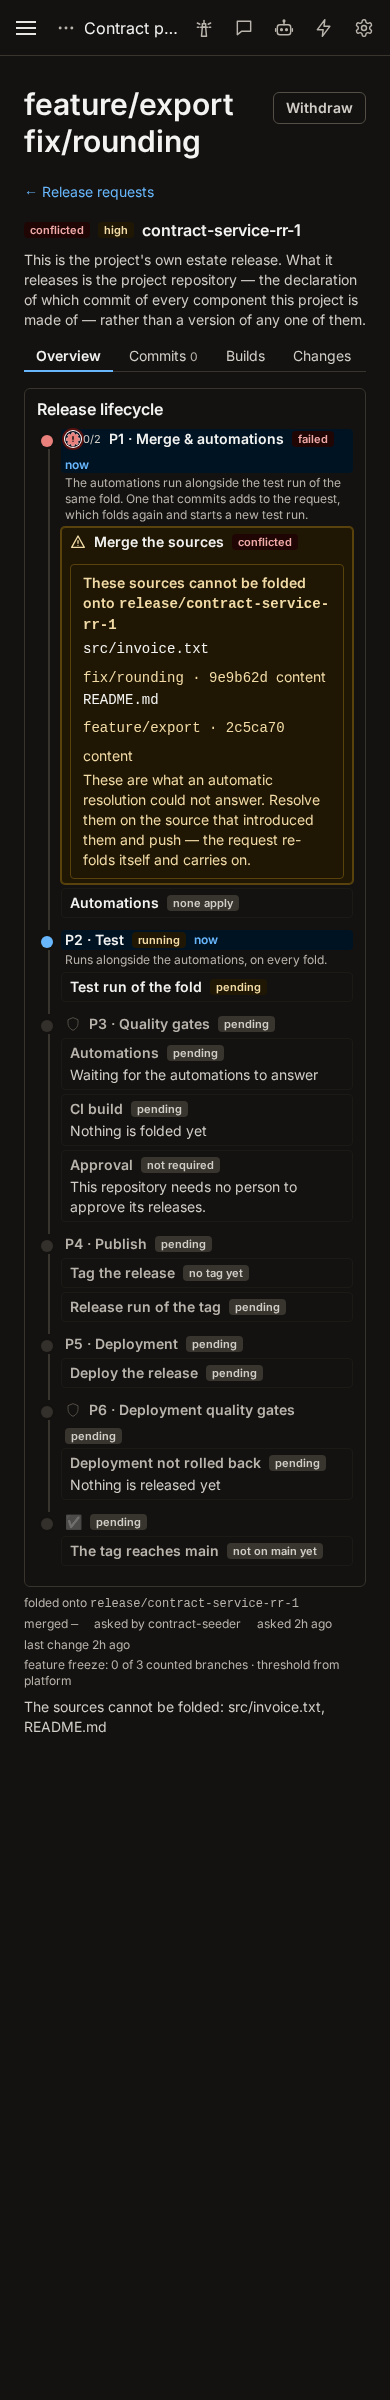 Contract p...
feature/export
fix/rounding
Withdraw
← Release requests
conflicted high contract-service-rr-1
This is the project's own estate release. What it
releases is the project repository — the declaration
of which commit of every component this project is
made of — rather than a version of any one of them.
Overview Commits 0 Builds Changes
Release lifecycle
0/2 P1 · Merge & automations failed
now
The automations run alongside the test run of the
same fold. One that commits adds to the request,
which folds again and starts a new test run.
Merge the sources conflicted
These sources cannot be folded
onto release/contract-service-
rr-1
src/invoice.txt
fix/rounding · 9e9b62d content
README.md
feature/export · 2c5ca70
content
These are what an automatic
resolution could not answer. Resolve
them on the source that introduced
them and push — the request re-
folds itself and carries on.
Automations none apply
P2 · Test running now
Runs alongside the automations, on every fold.
Test run of the fold pending
P3 · Quality gates pending
Automations pending
Waiting for the automations to answer
CI build pending
Nothing is folded yet
Approval not required
This repository needs no person to
approve its releases.
P4 · Publish pending
Tag the release no tag yet
Release run of the tag pending
P5 · Deployment pending
Deploy the release pending
P6 · Deployment quality gates
pending
Deployment not rolled back pending
Nothing is released yet
pending
The tag reaches main not on main yet
folded onto release/contract-service-rr-1
merged — asked by contract-seeder asked 2h ago
last change 2h ago
feature freeze: 0 of 3 counted branches · threshold from
platform
The sources cannot be folded: src/invoice.txt,
README.md